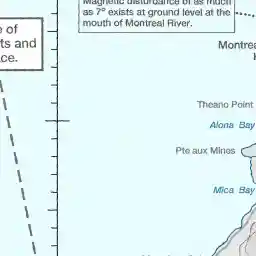 Magnetic disturbance of as much
as 7° exists at ground level at the
mouth of Montreal River.
e of
ts and
ce.
Montrea
Theano Point
Alona Bay
Pte aux Mines
Mica Bay